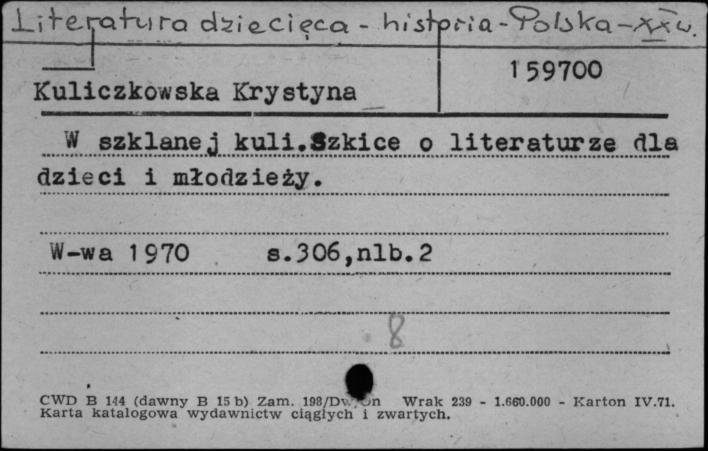 Literatura dziecięca - historia - Polska - XX w.
159700
Kuliczkowska Krystyna
W szklanej kuli.Szkice o literaturze dla
dzieci i młodzieży.
W-wa 1970 s.306,nlb.2
8
CWD B 144 (dawny B 15 b) Zam. 198/Dw/On Wrak 239 - 1.660.000 - Karton IV.71.
Karta katalogowa wydawnictw ciągłych i zwartych.